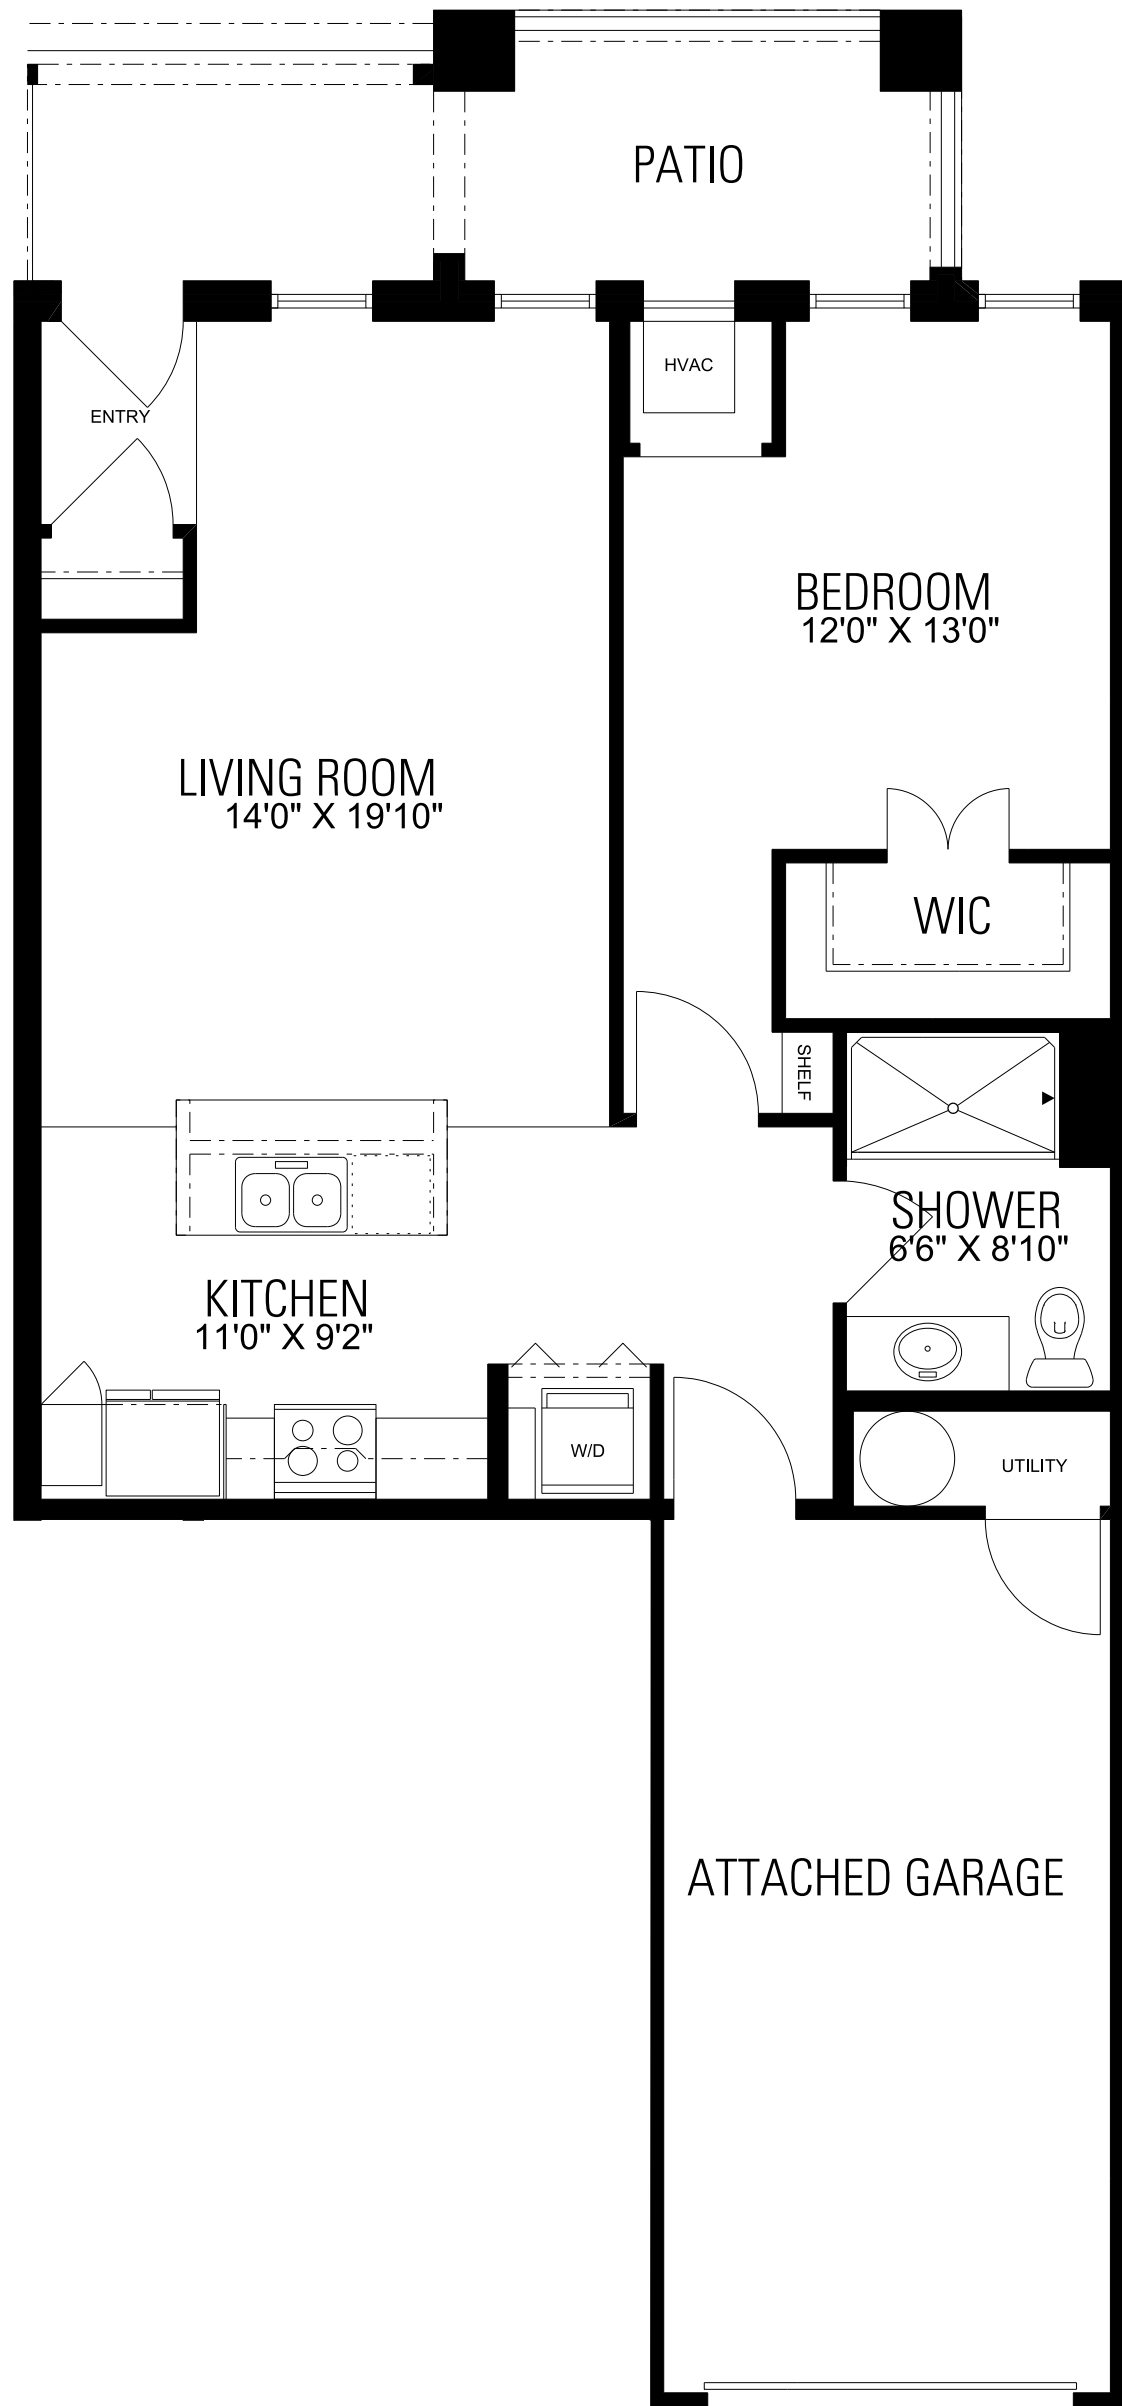 PATIO
HVAC
ENTRY
BEDROOM
12'0" X 13'0"
LIVING ROOM
14'0" X 19'10"
WIC
SHELF
SHOWER
6'6" X 8'10"
KITCHEN
11'0" X 9'2"
W/D
UTILITY
ATTACHED GARAGE